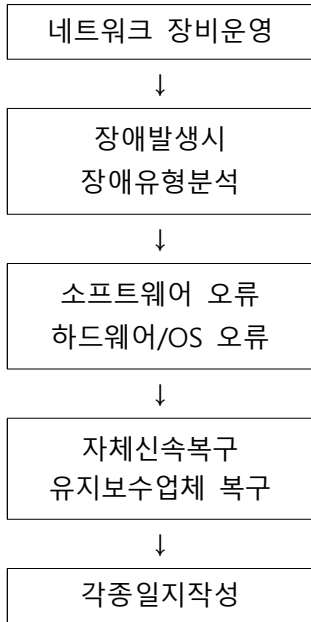 네트워크 장비운영
↓
장애발생시
장애유형분석
↓
소프트웨어 오류
하드웨어/OS 오류
↓
자체신속복구
유지보수업체 복구
↓
각종일지작성